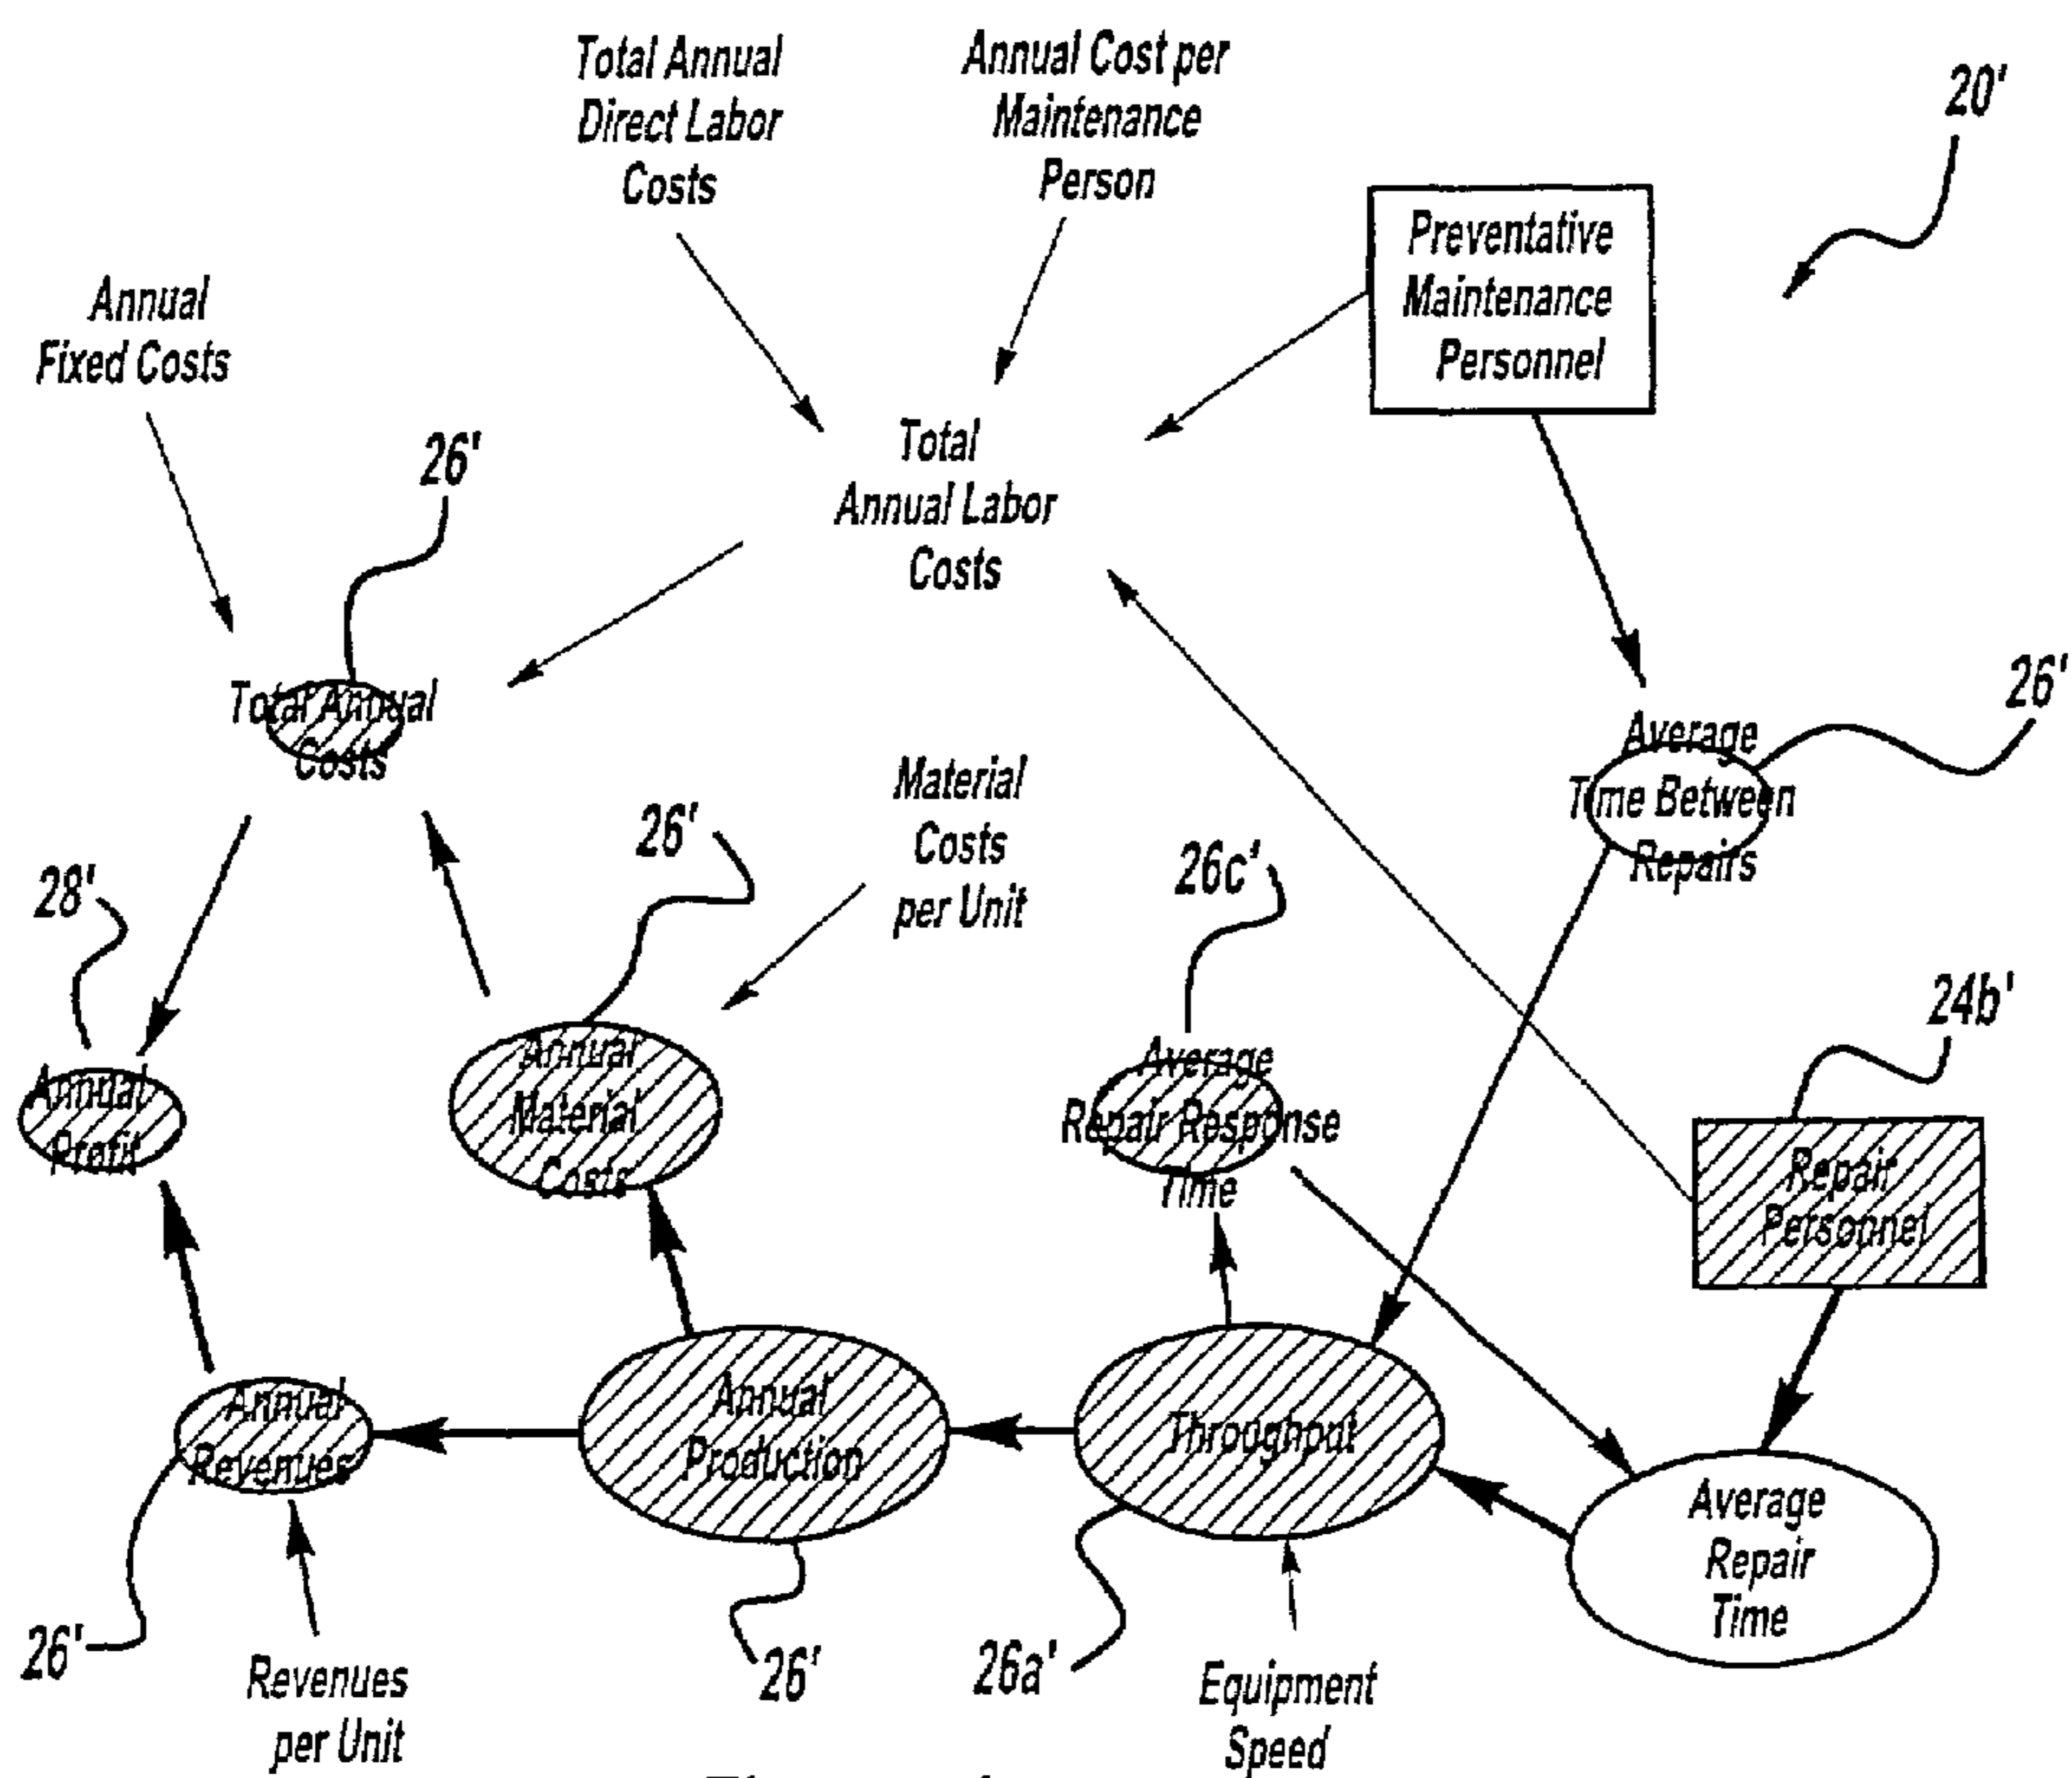 Total Annual
Direct Labor
Costs
Annual Cost per
Maintenance
Person
20'
Preventative
Maintenance
Personnel
Annual
Fixed Costs
26'
Total
Annual Labor
Costs
26'
Total Annual
Costs
Average
Time Between
Repairs
Material
Costs
per Unit
26'
26c'
28'
24b'
Annual
Material
Costs
Average
Repair Response
Time
Annual
Profit
Repair
Personnel
Annual
Revenues
Annual
Production
Throughput
Average
Repair
Time
26'
26'
26a'
Revenues
per Unit
Equipment
Speed